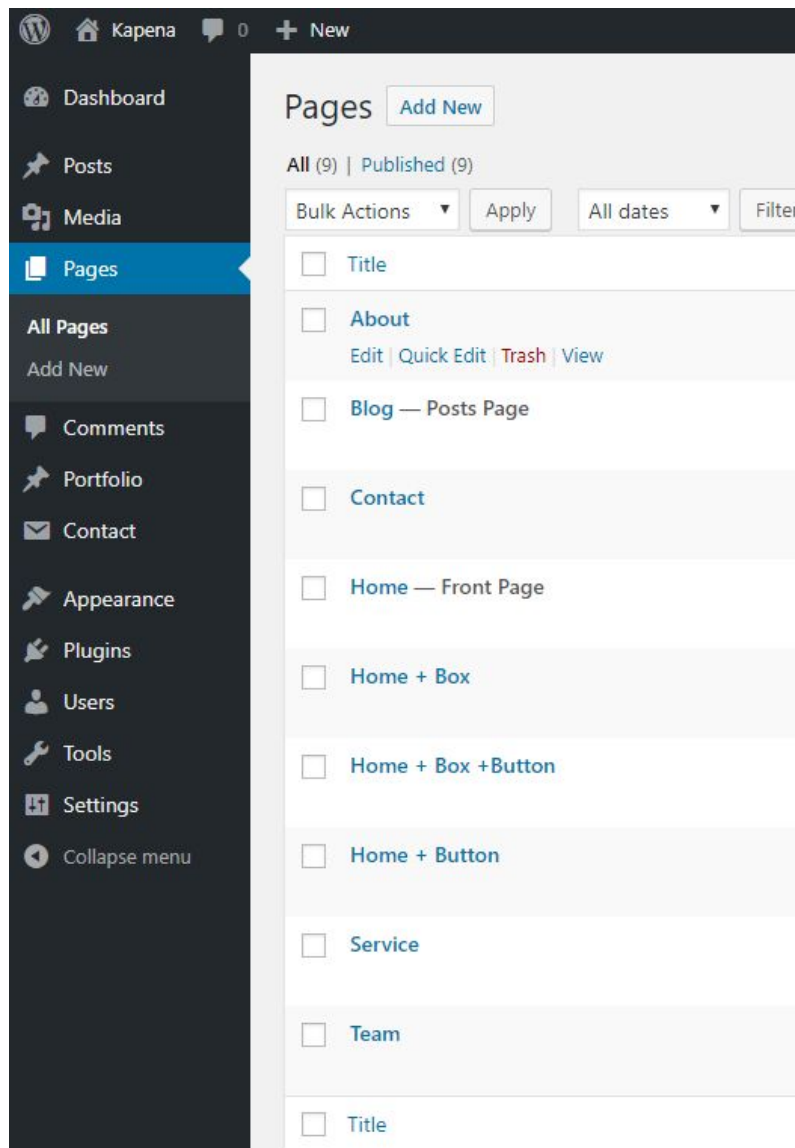 Kapena 0 New
Dashboard
Posts
Media
Pages
All Pages
Add New
Comments
Portfolio
Contact
Appearance
Plugins
Users
Tools
Settings
Collapse menu
Pages Add New
All (9) | Published (9)
Bulk Actions Apply All dates Filter
Title
About
Edit | Quick Edit | Trash | View
Blog — Posts Page
Contact
Home — Front Page
Home + Box
Home + Box +Button
Home + Button
Service
Team
Title